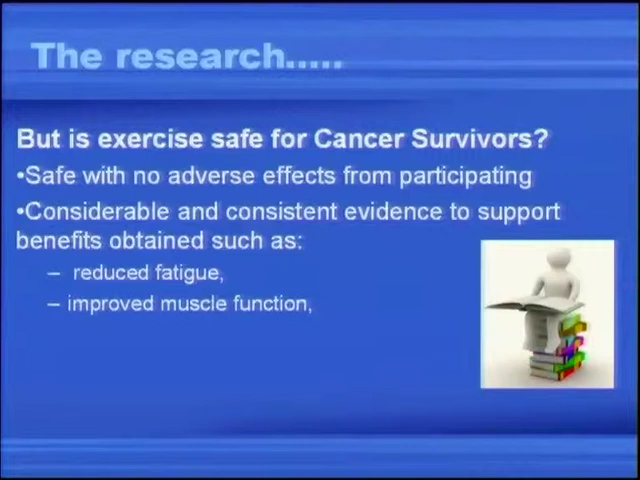 The research.....
But is exercise safe for Cancer Survivors?
•Safe with no adverse effects from participating
•Considerable and consistent evidence to support
benefits obtained such as:
– reduced fatigue,
– improved muscle function,